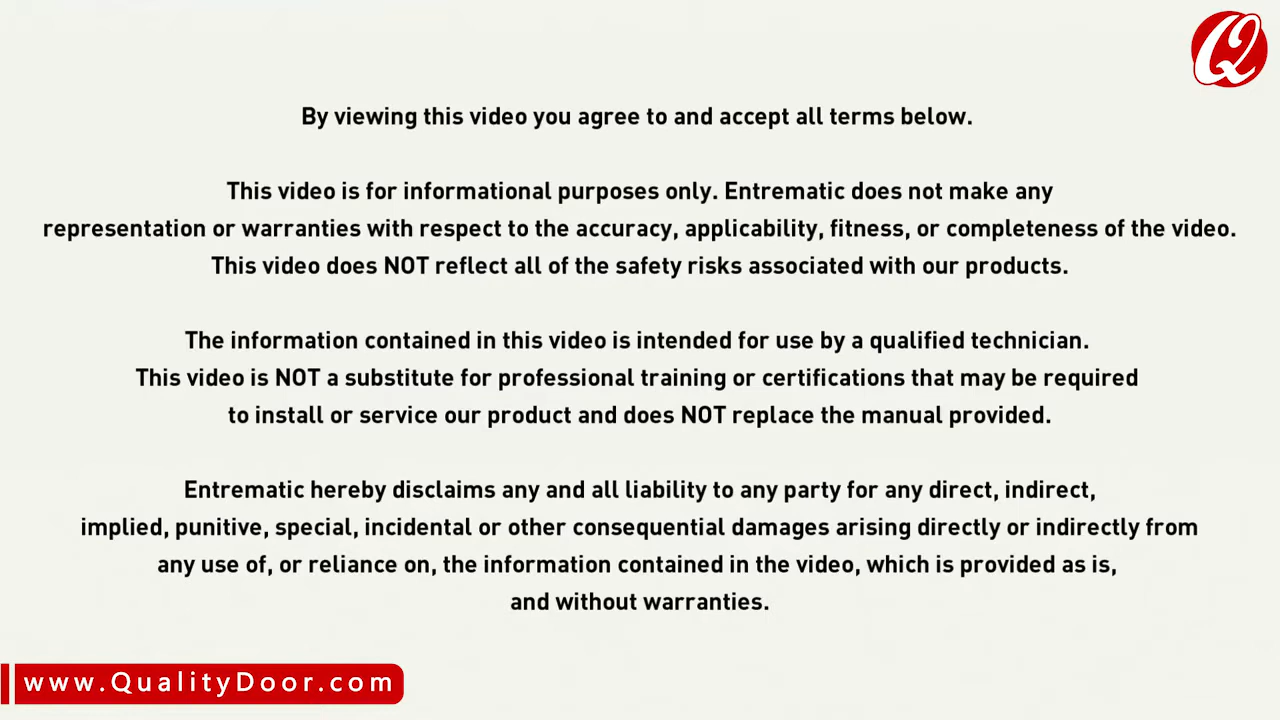 Q
By viewing this video you agree to and accept all terms below.
This video is for informational purposes only. Entrematic does not make any
representation or warranties with respect to the accuracy, applicability, fitness, or completeness of the video.
This video does NOT reflect all of the safety risks associated with our products.
The information contained in this video is intended for use by a qualified technician.
This video is NOT a substitute for professional training or certifications that may be required
to install or service our product and does NOT replace the manual provided.
Entrematic hereby disclaims any and all liability to any party for any direct, indirect,
implied, punitive, special, incidental or other consequential damages arising directly or indirectly from
any use of, or reliance on, the information contained in the video, which is provided as is,
and without warranties.
www.QualityDoor.com